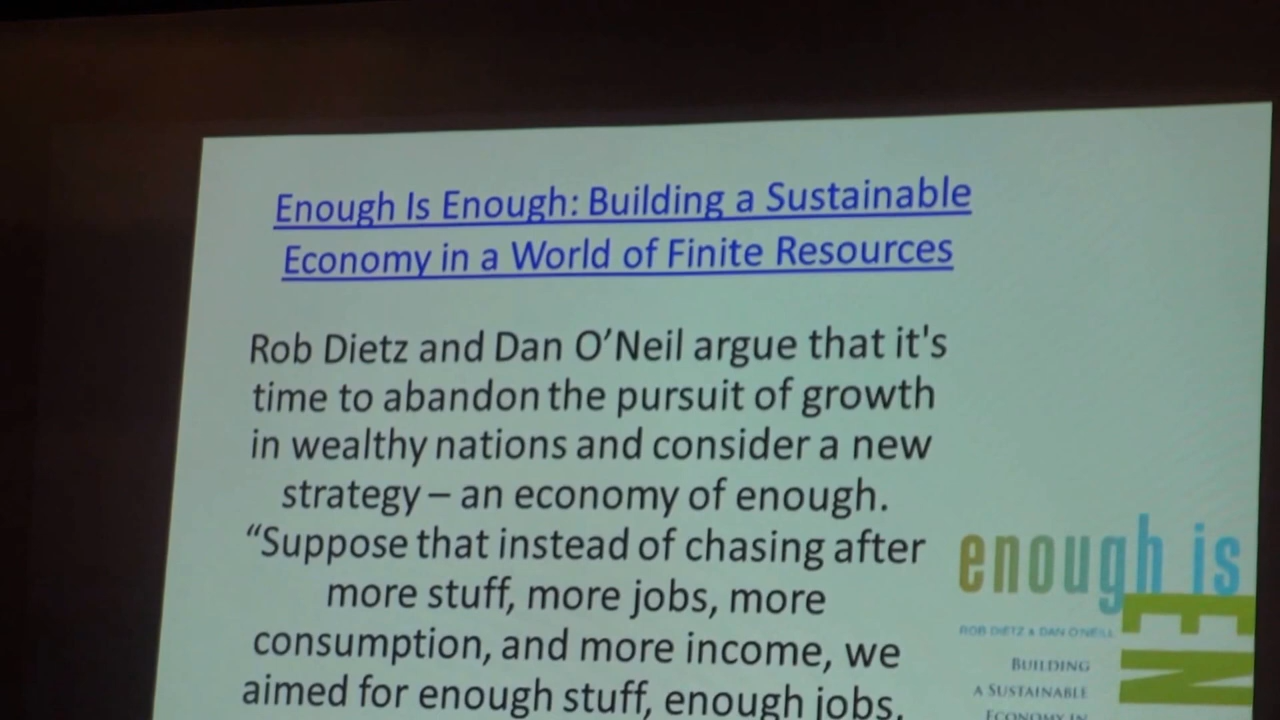 Enough Is Enough: Building a Sustainable
Economy in a World of Finite Resources
Rob Dietz and Dan O’Neil argue that it's
time to abandon the pursuit of growth
in wealthy nations and consider a new
strategy – an economy of enough.
“Suppose that instead of chasing after
more stuff, more jobs, more
consumption, and more income, we
aimed for enough stuff, enough jobs,
enough is
EN
ROB DIETZ & DAN O'NEILL
BUILDING
A SUSTAINABLE
ECONOMY IN